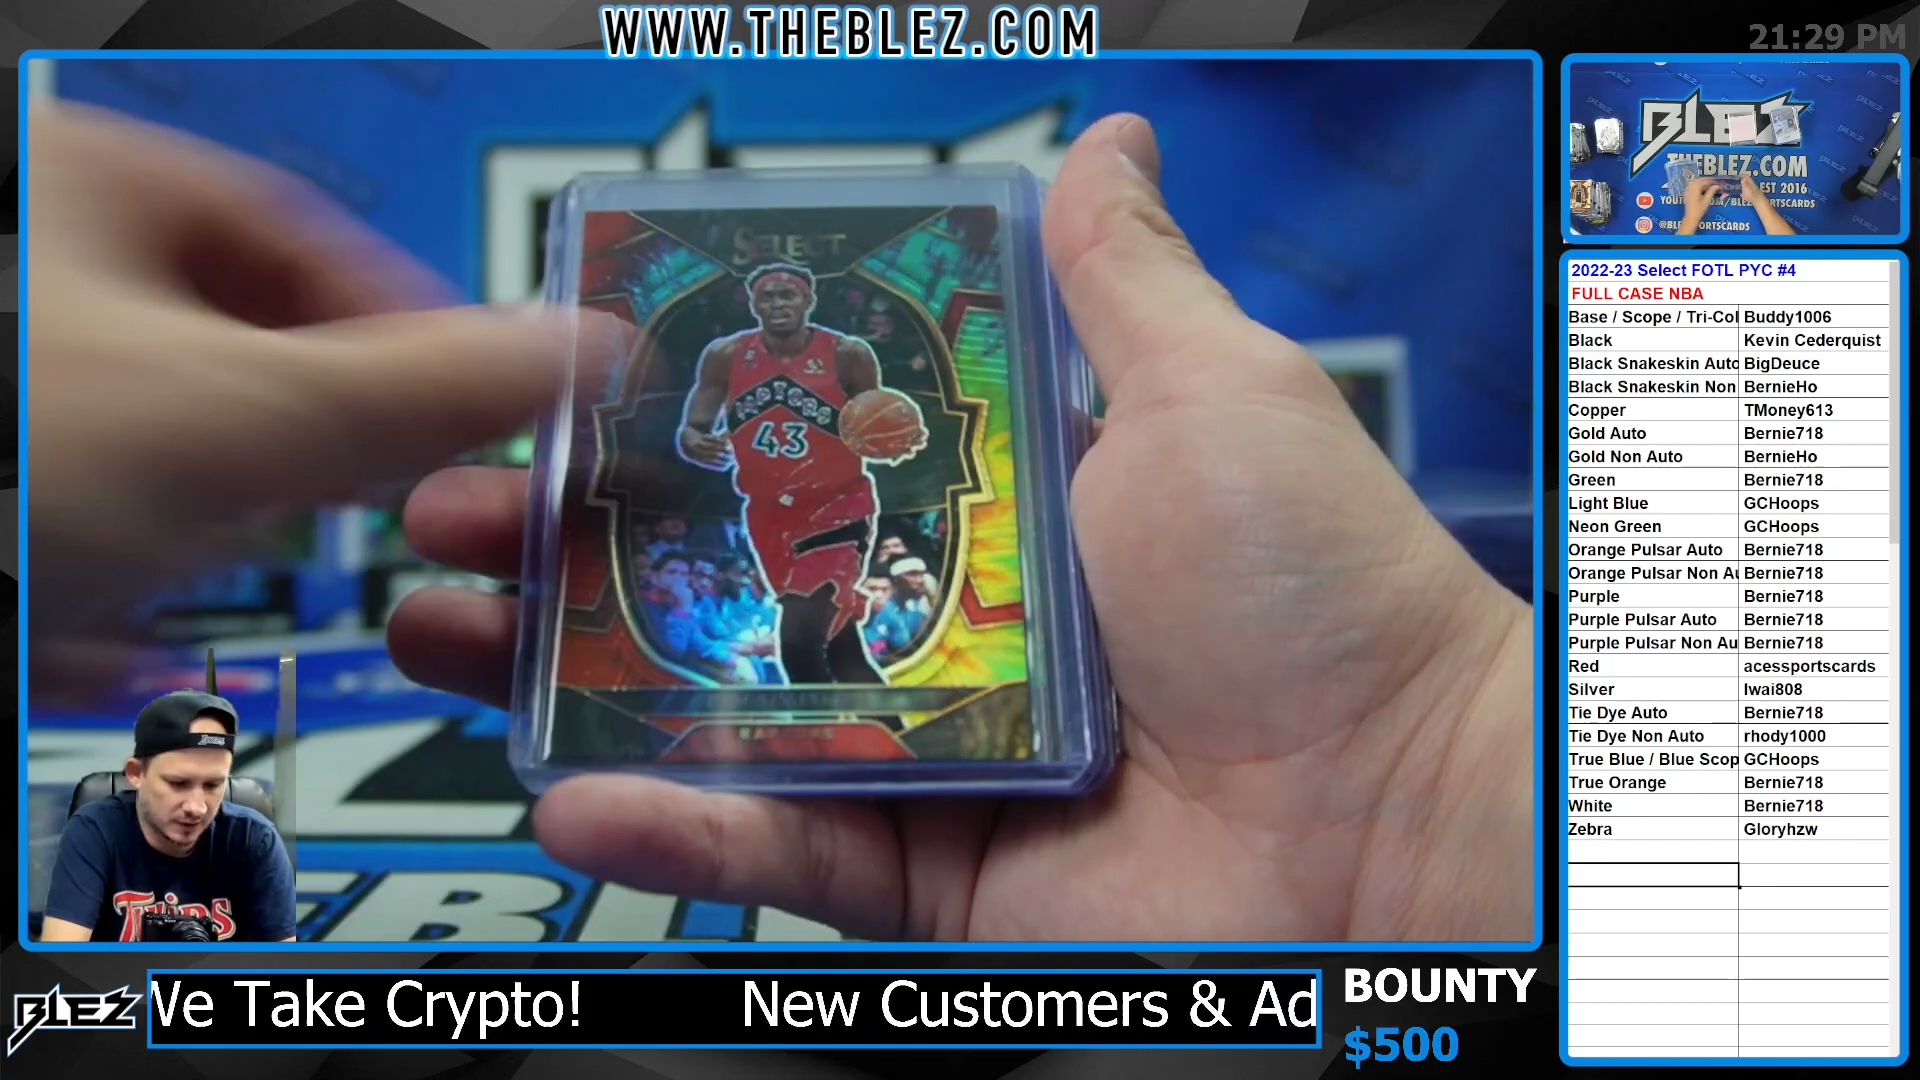 WWW.THEBLEZ.COM
21:29 PM
BLEZ
THEBLEZ.COM
EST 2016
SELECT
RAPTORS
43
RAPTORS
Twins
2022-23 Select FOTL PYC #4
FULL CASE NBA
Base / Scope / Tri-Col Buddy1006
Black Kevin Cederquist
Black Snakeskin Auto BigDeuce
Black Snakeskin Non BernieHo
Copper TMoney613
Gold Auto Bernie718
Gold Non Auto BernieHo
Green Bernie718
Light Blue GCHoops
Neon Green GCHoops
Orange Pulsar Auto Bernie718
Orange Pulsar Non Au Bernie718
Purple Bernie718
Purple Pulsar Auto Bernie718
Purple Pulsar Non Au Bernie718
Red acessportscards
Silver Iwai808
Tie Dye Auto Bernie718
Tie Dye Non Auto rhody1000
True Blue / Blue Scop GCHoops
True Orange Bernie718
White Bernie718
Zebra Gloryhzw
BLEZ
We Take Crypto! New Customers & Ad
BOUNTY
$500